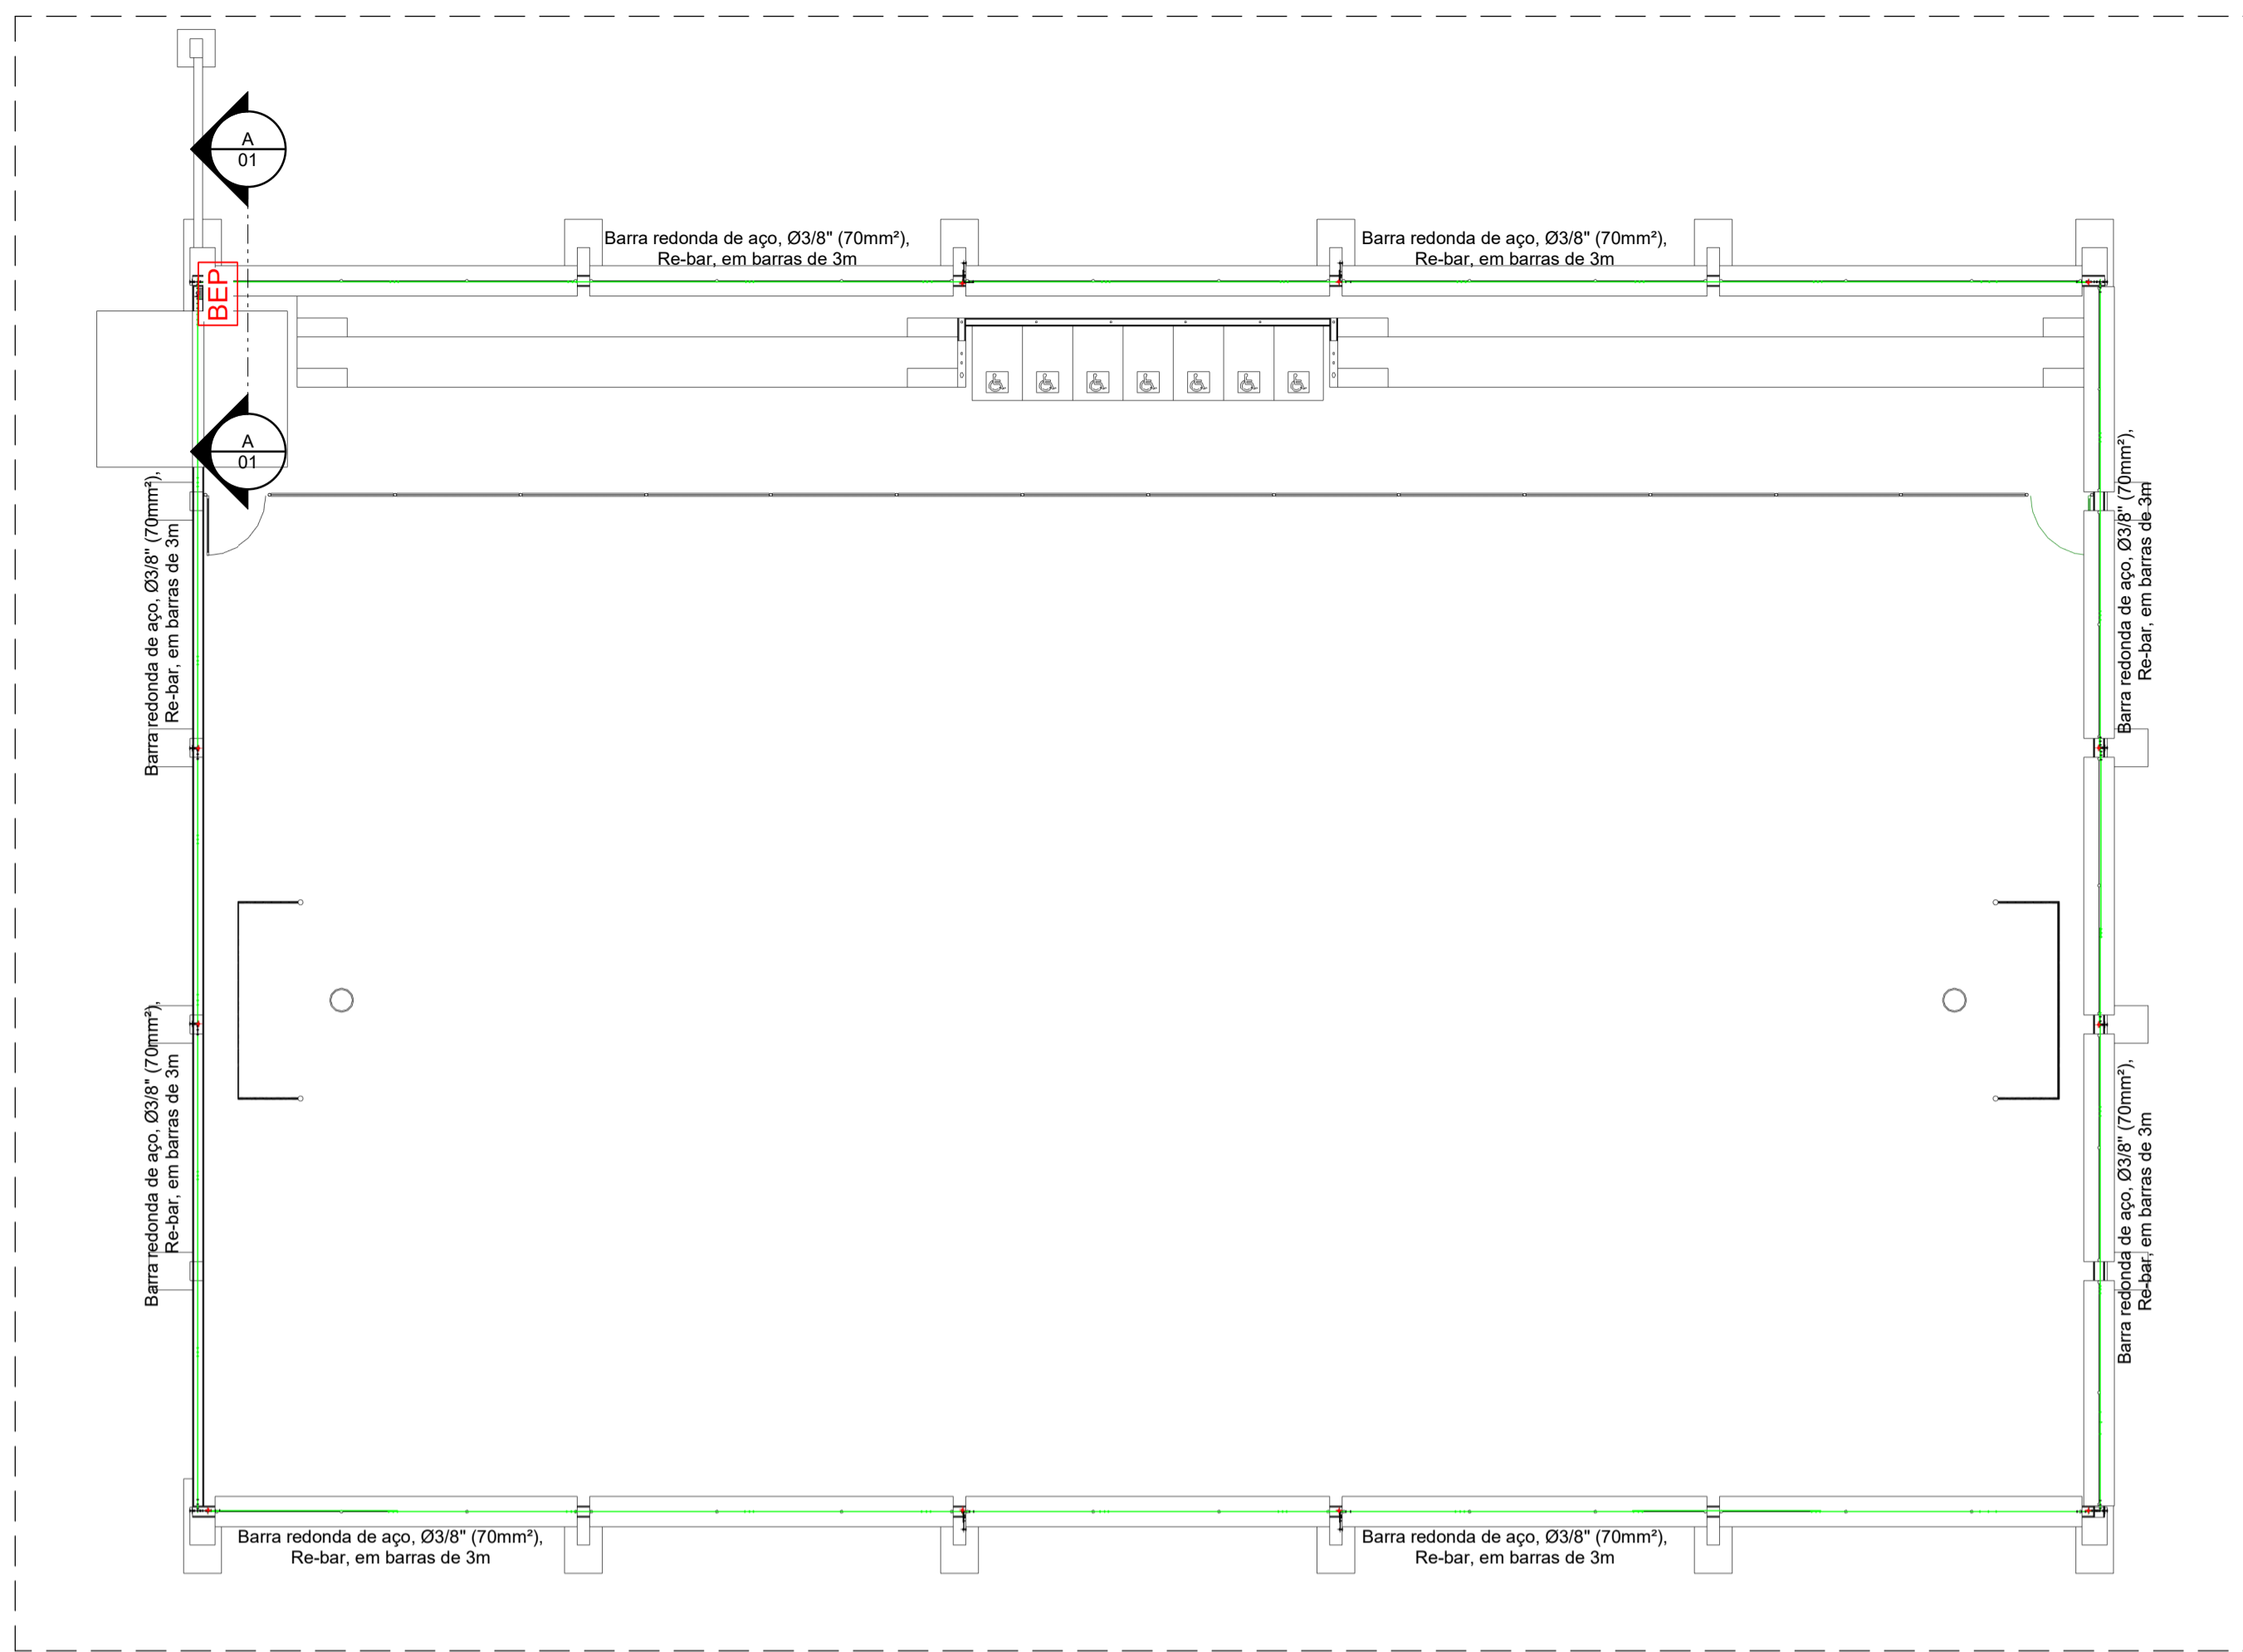 A
01
Barra redonda de aço, Ø3/8" (70mm²),
Re-bar, em barras de 3m
Barra redonda de aço, Ø3/8" (70mm²),
Re-bar, em barras de 3m
BEP
A
01
Barra redonda de aço, Ø3/8" (70mm²),
Re-bar, em barras de 3m
Barra redonda de aço, Ø3/8" (70mm²),
Re-bar, em barras de 3m
Barra redonda de aço, Ø3/8" (70mm²),
Re-bar, em barras de 3m
Barra redonda de aço, Ø3/8" (70mm²),
Re-bar, em barras de 3m
Barra redonda de aço, Ø3/8" (70mm²),
Re-bar, em barras de 3m
Barra redonda de aço, Ø3/8" (70mm²),
Re-bar, em barras de 3m